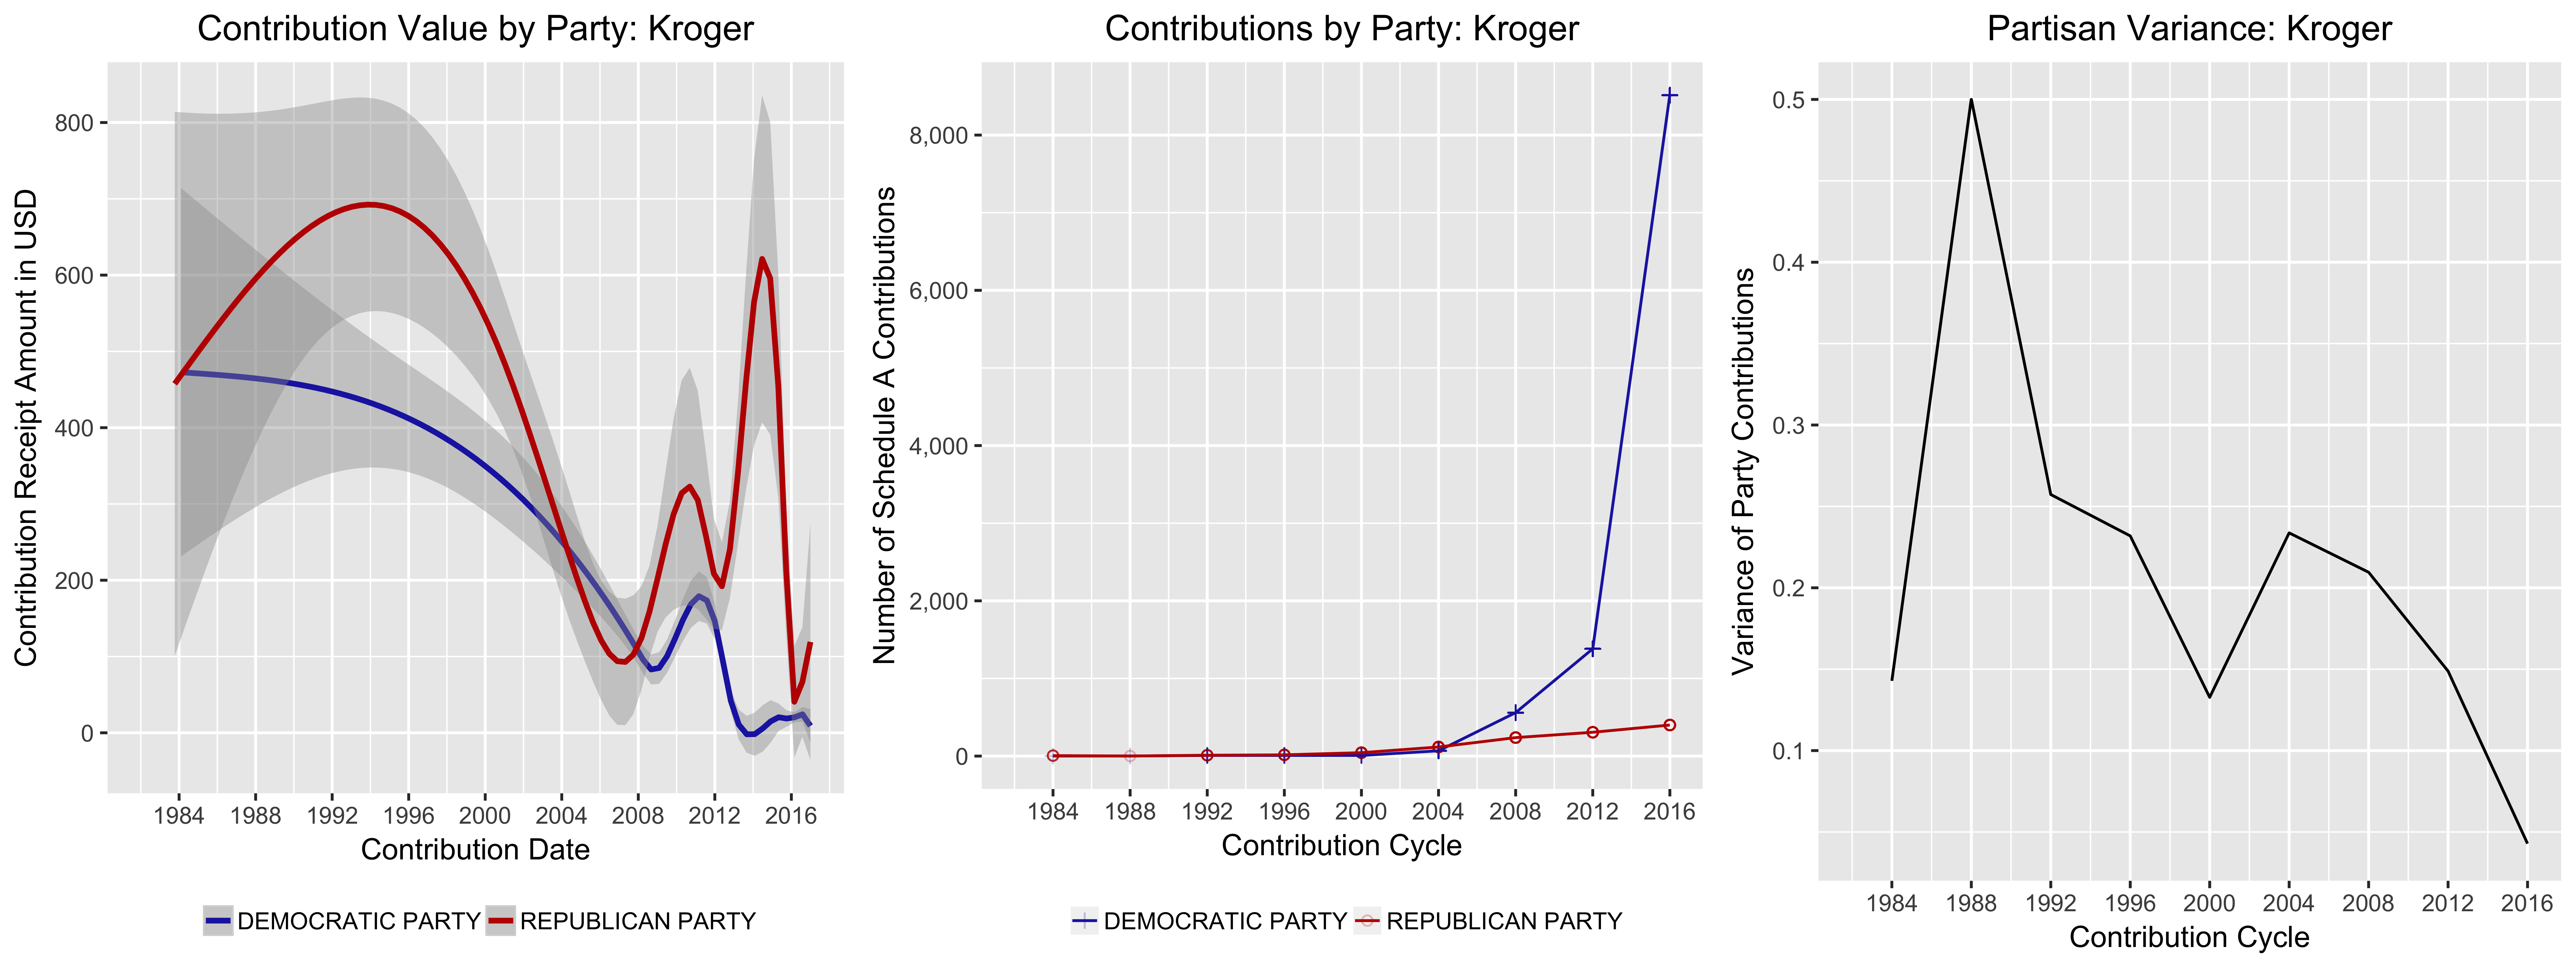 Contribution Value by Party: Kroger
Contribution Receipt Amount in USD
800
600
400
200
0
1984 1988 1992 1996 2000 2004 2008 2012 2016
Contribution Date
DEMOCRATIC PARTY REPUBLICAN PARTY
Contributions by Party: Kroger
Number of Schedule A Contributions
8,000
6,000
4,000
2,000
0
1984 1988 1992 1996 2000 2004 2008 2012 2016
Contribution Cycle
DEMOCRATIC PARTY REPUBLICAN PARTY
Partisan Variance: Kroger
Variance of Party Contributions
0.5
0.4
0.3
0.2
0.1
1984 1988 1992 1996 2000 2004 2008 2012 2016
Contribution Cycle